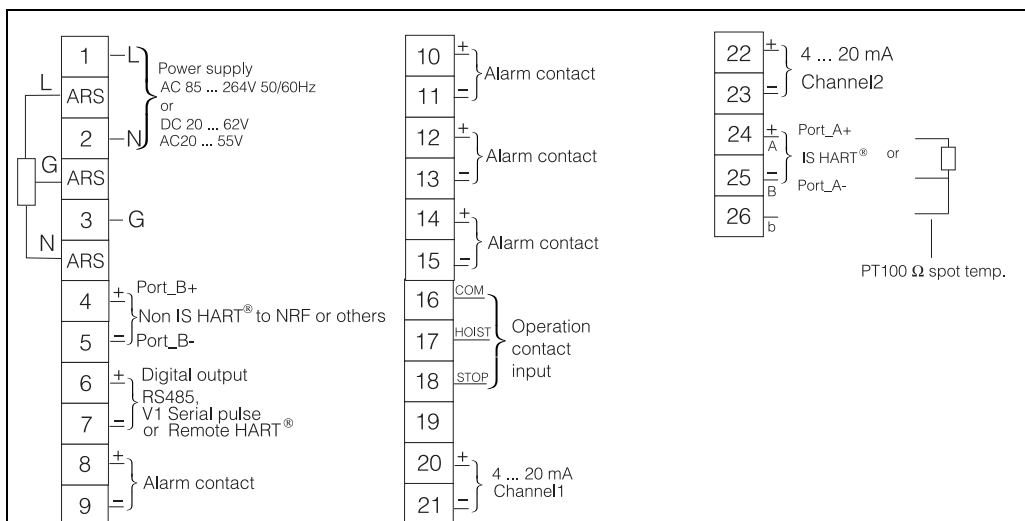 1 L
Power supply
AC 85 ... 264V 50/60Hz
or
DC 20 ... 62V
AC20 ... 55V
L ARS
2 N
G ARS
3 G
N ARS
4 + Port_B+
Non IS HART® to NRF or others
5 − Port_B-
6 + Digital output
RS485,
V1 Serial pulse
or Remote HART®
7 −
8 +
Alarm contact
9 −
10 +
Alarm contact
11 −
12 +
Alarm contact
13 −
14 +
Alarm contact
15 −
16 COM
17 HOIST
18 STOP
Operation
contact
input
19
20 +
4 ... 20 mA
Channel1
21 −
22 +
4 ... 20 mA
Channel2
23 −
24 + A Port_A+
IS HART® or
25 − B Port_A-
26 b
PT100 Ω spot temp.